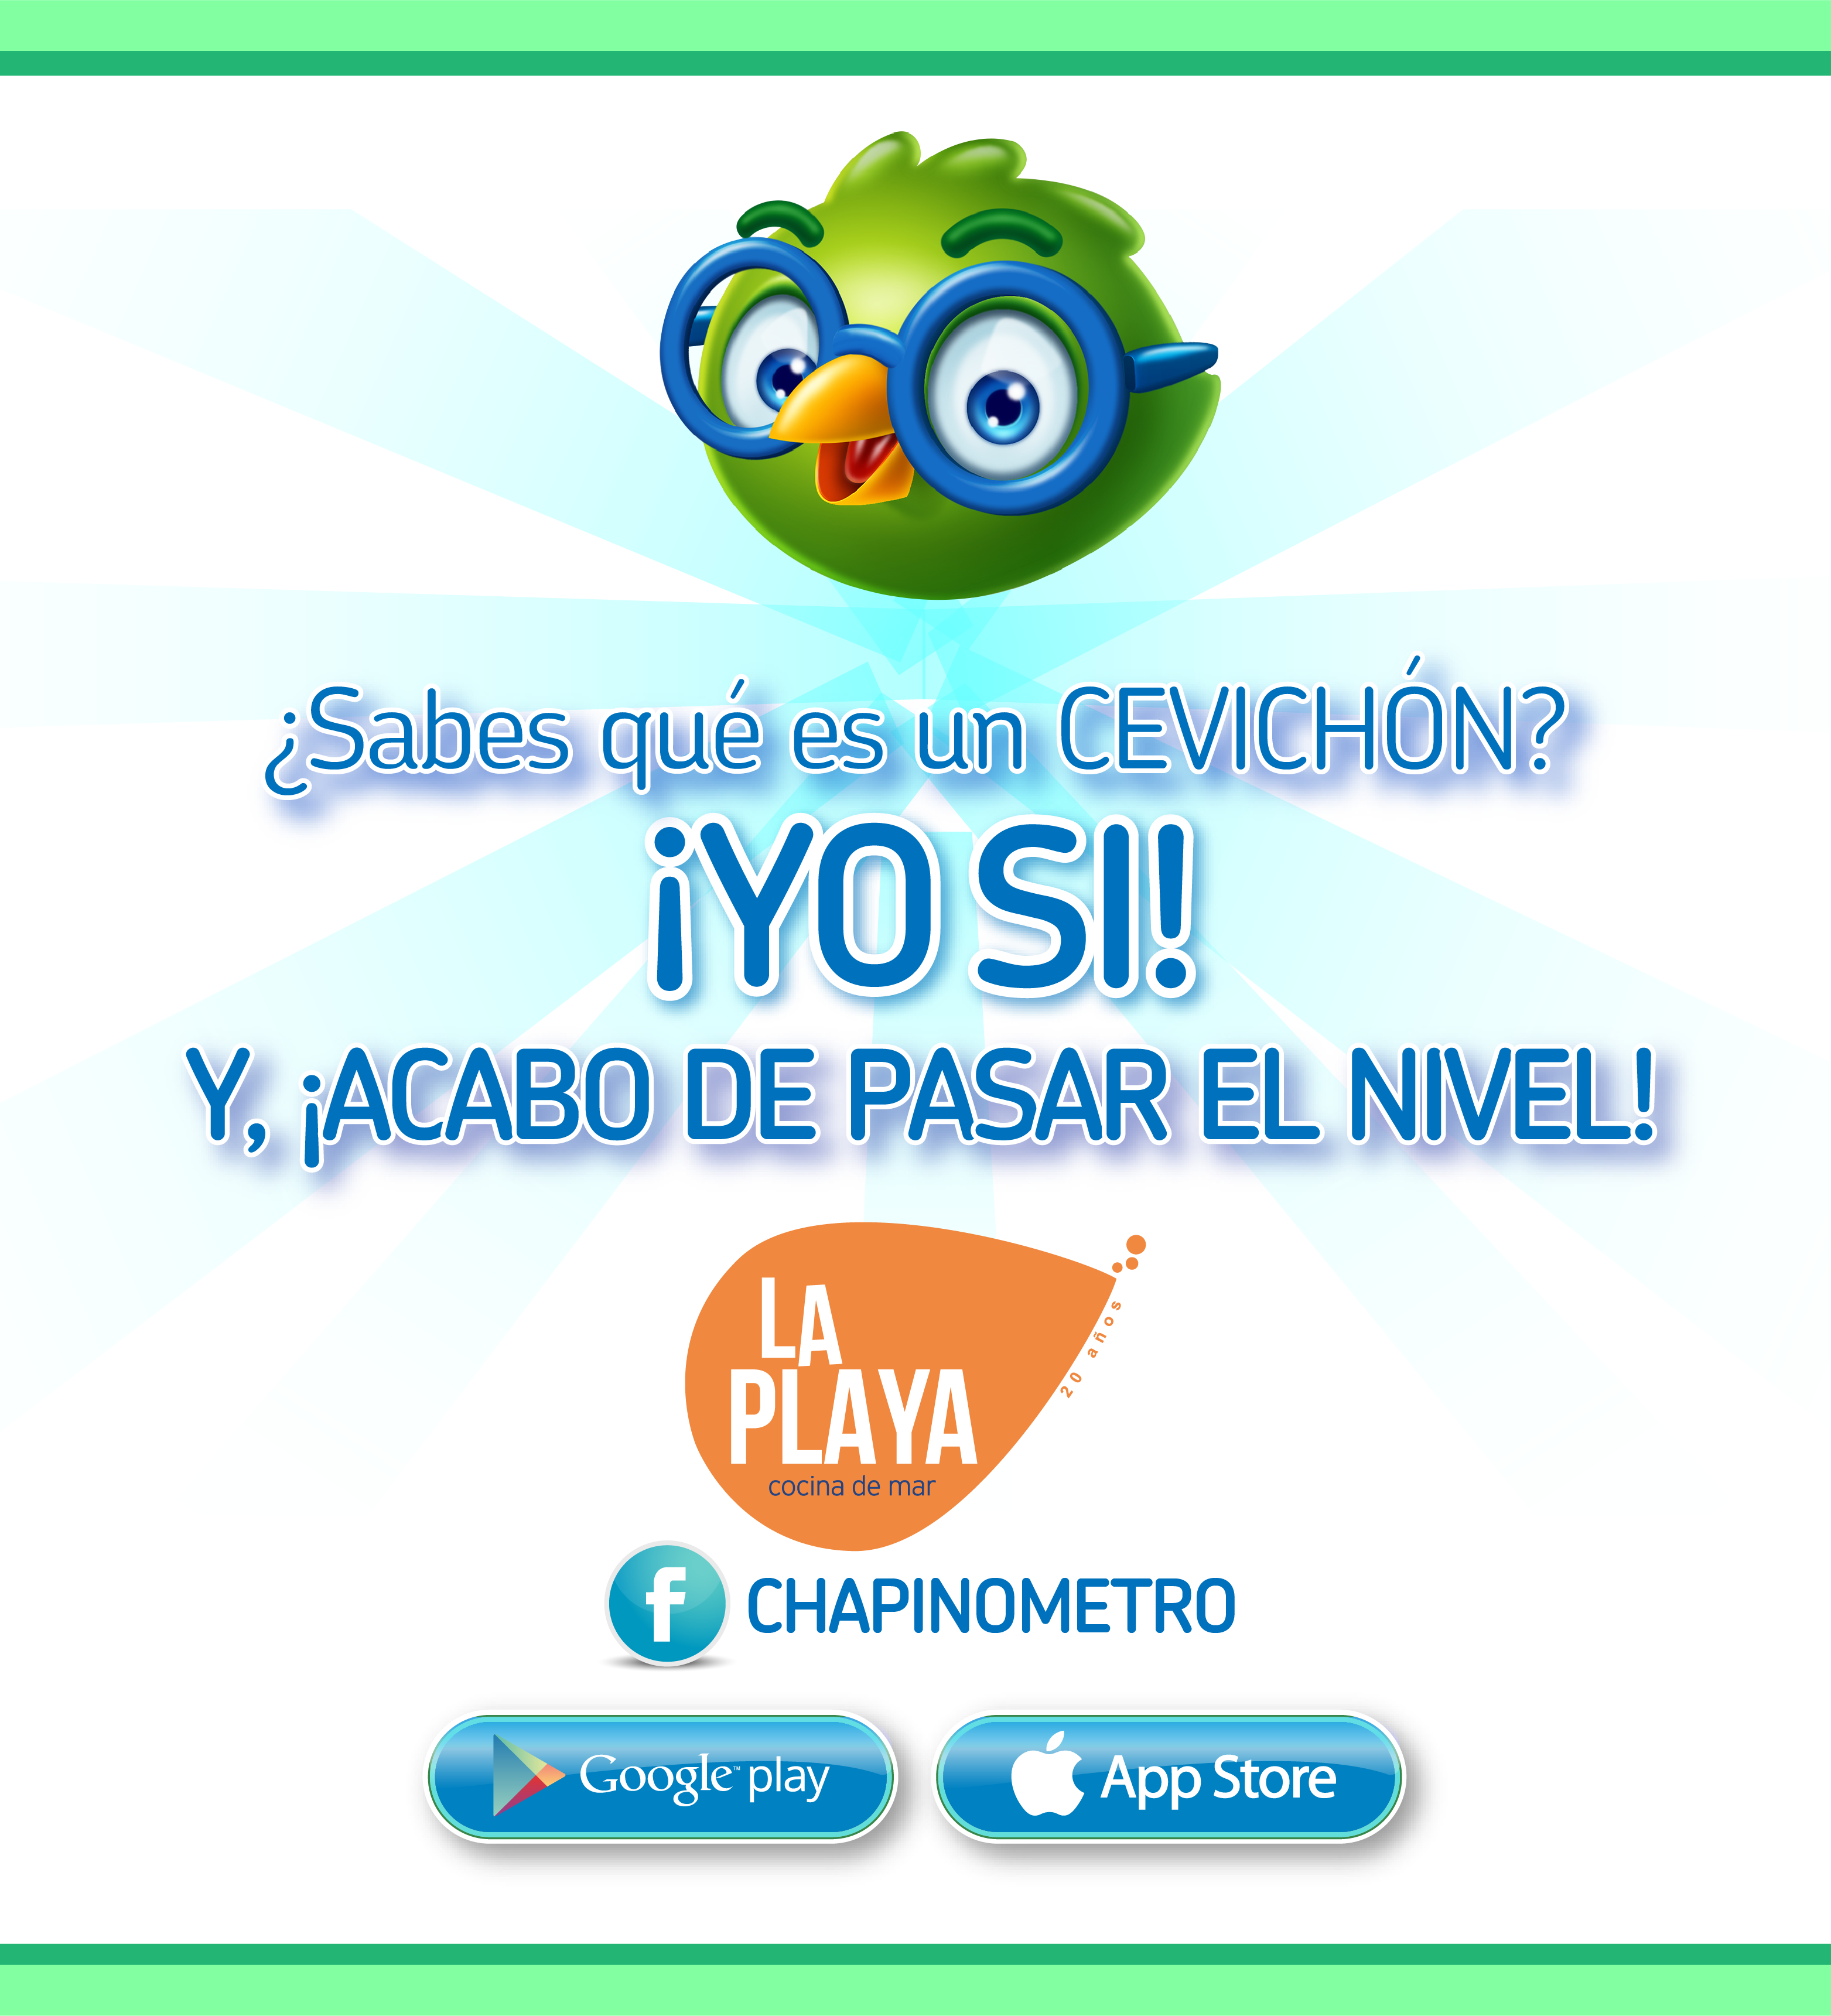 ¿Sabes qué es un CEVICHÓN?
¡YO SI!
Y, ¡ACABO DE PASAR EL NIVEL!
LA
PLAYA
cocina de mar
20 años
f CHAPINOMETRO
Google™ play
App Store